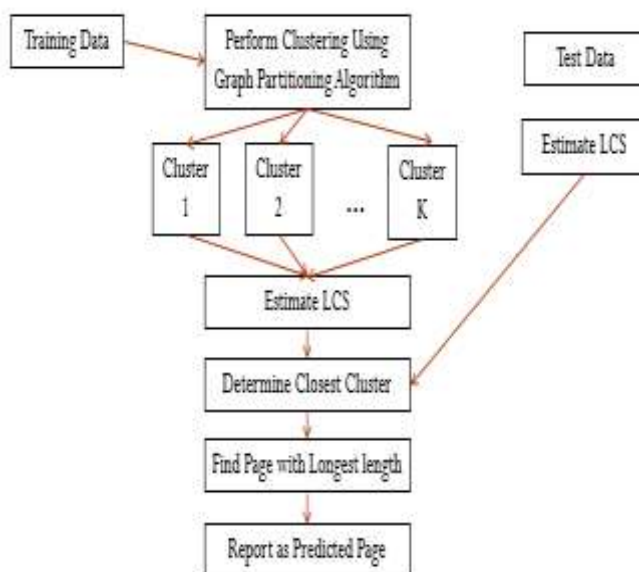 Training Data
Perform Clustering Using
Graph Partitioning Algorithm
Test Data
Estimate LCS
Cluster
1
Cluster
2
...
Cluster
K
Estimate LCS
Determine Closest Cluster
Find Page with Longest length
Report as Predicted Page